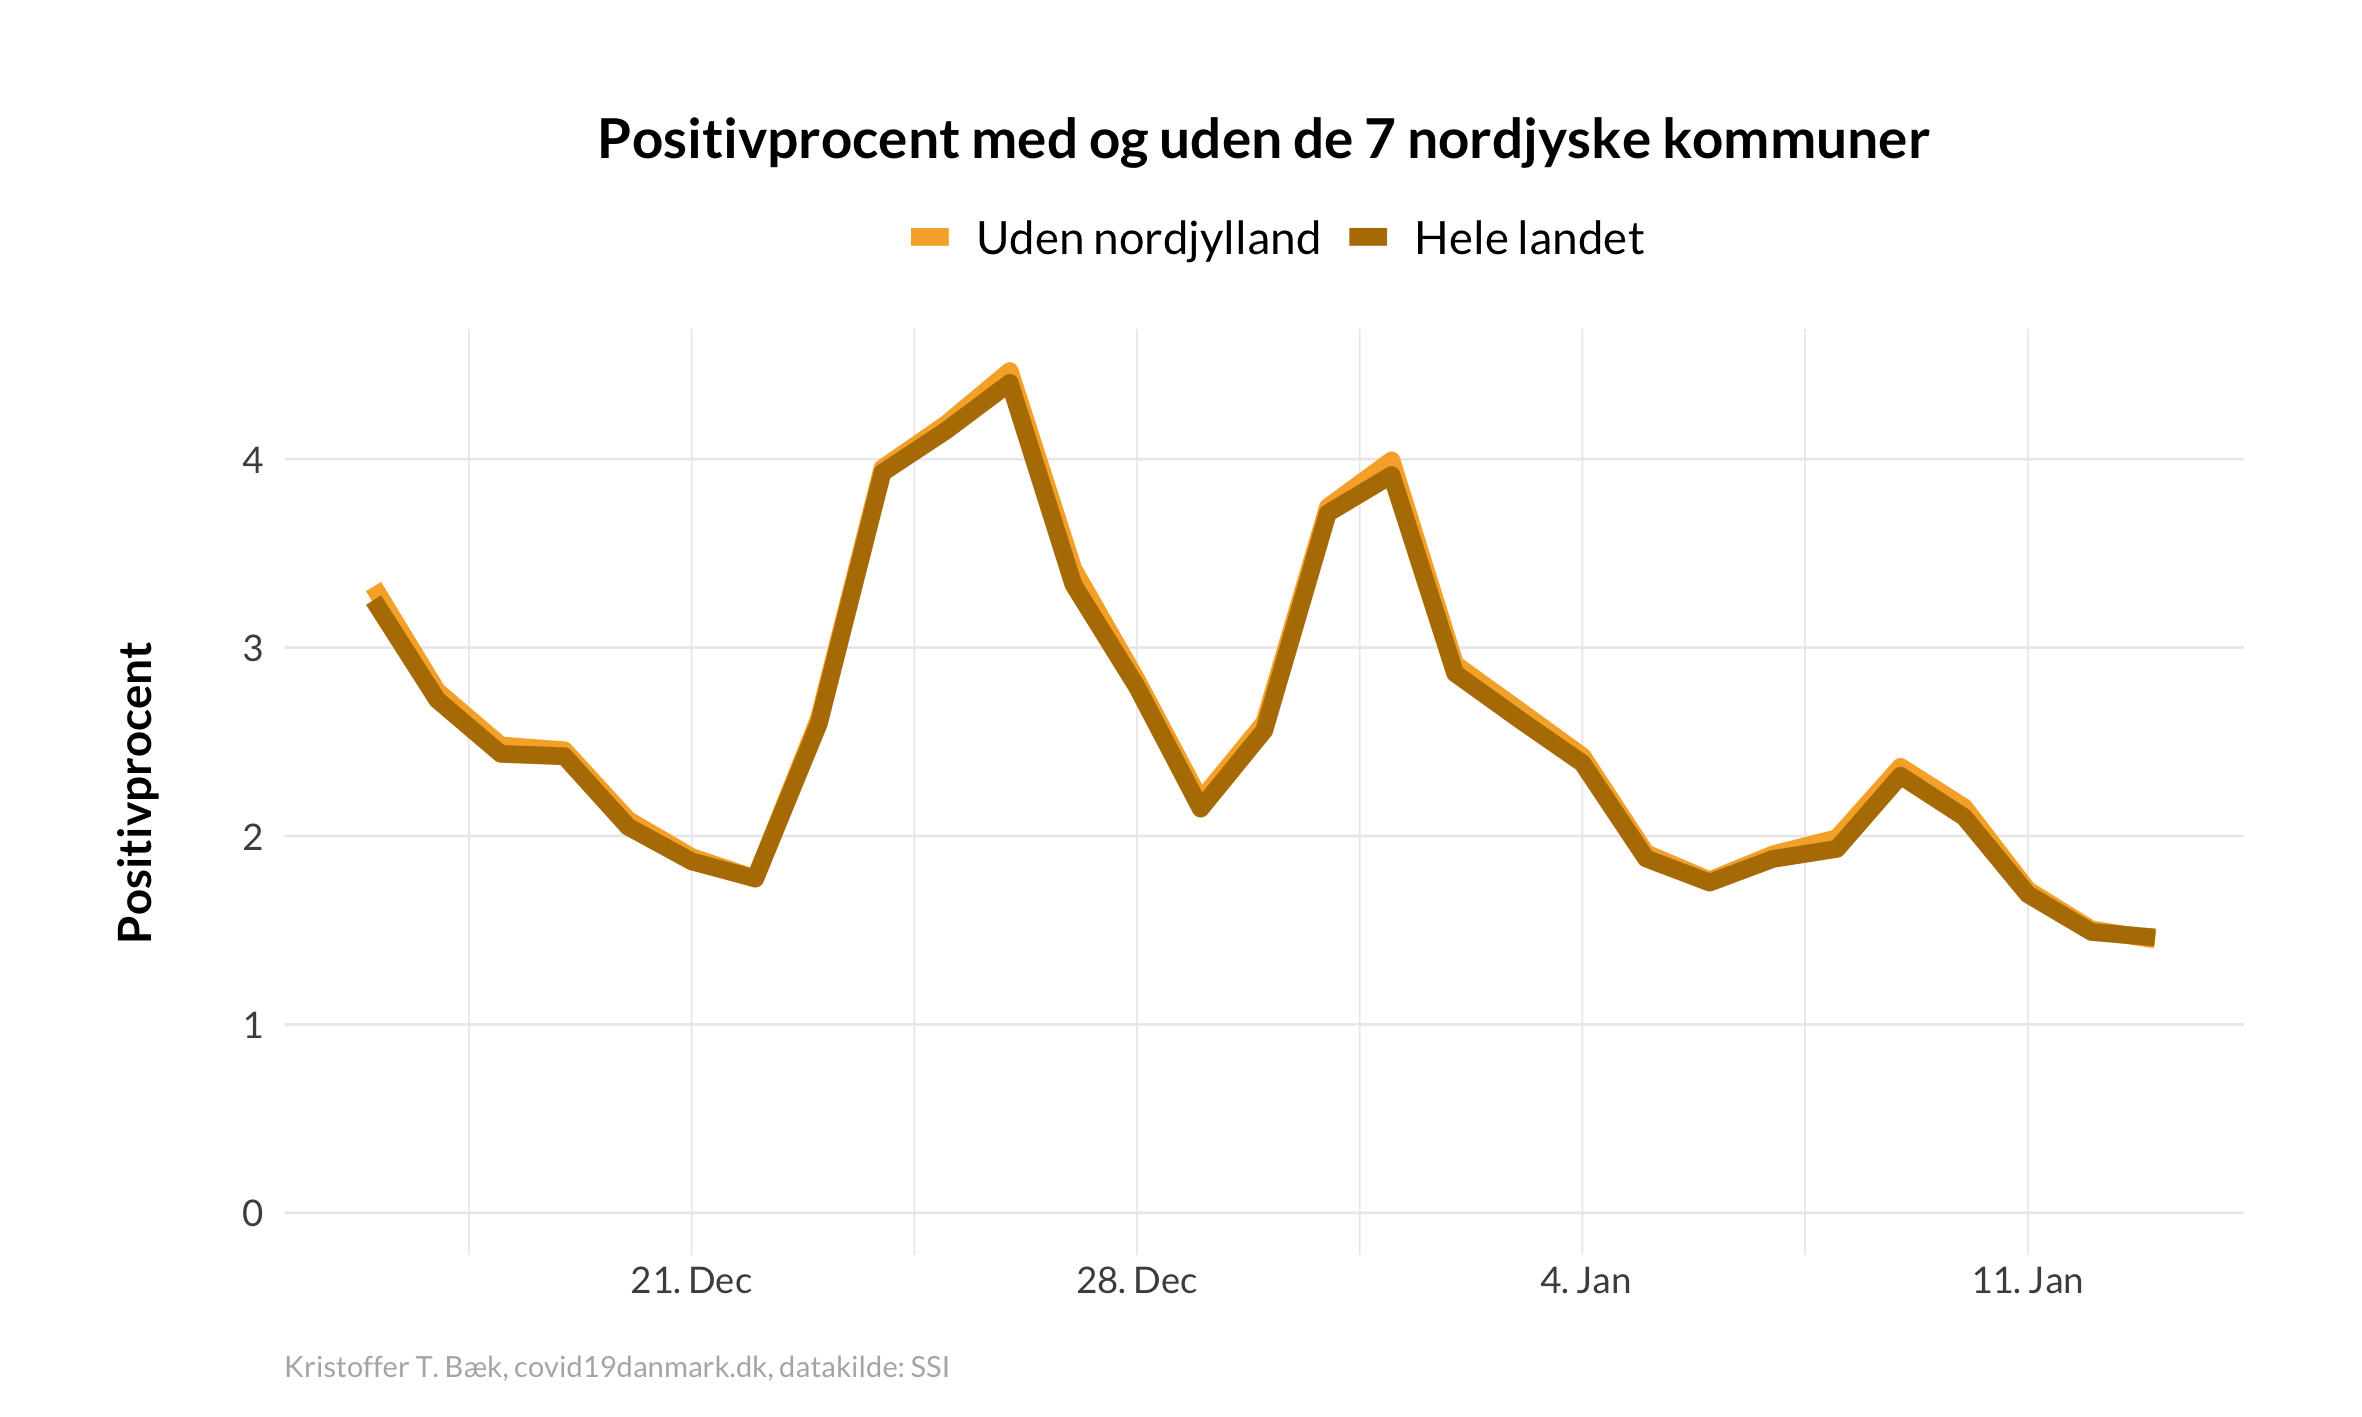 Positivprocent med og uden de 7 nordjyske kommuner
Uden nordjylland Hele landet
Positivprocent
4
3
2
1
0
21. Dec 28. Dec 4. Jan 11. Jan
Kristoffer T. Bæk, covid19danmark.dk, datakilde: SSI